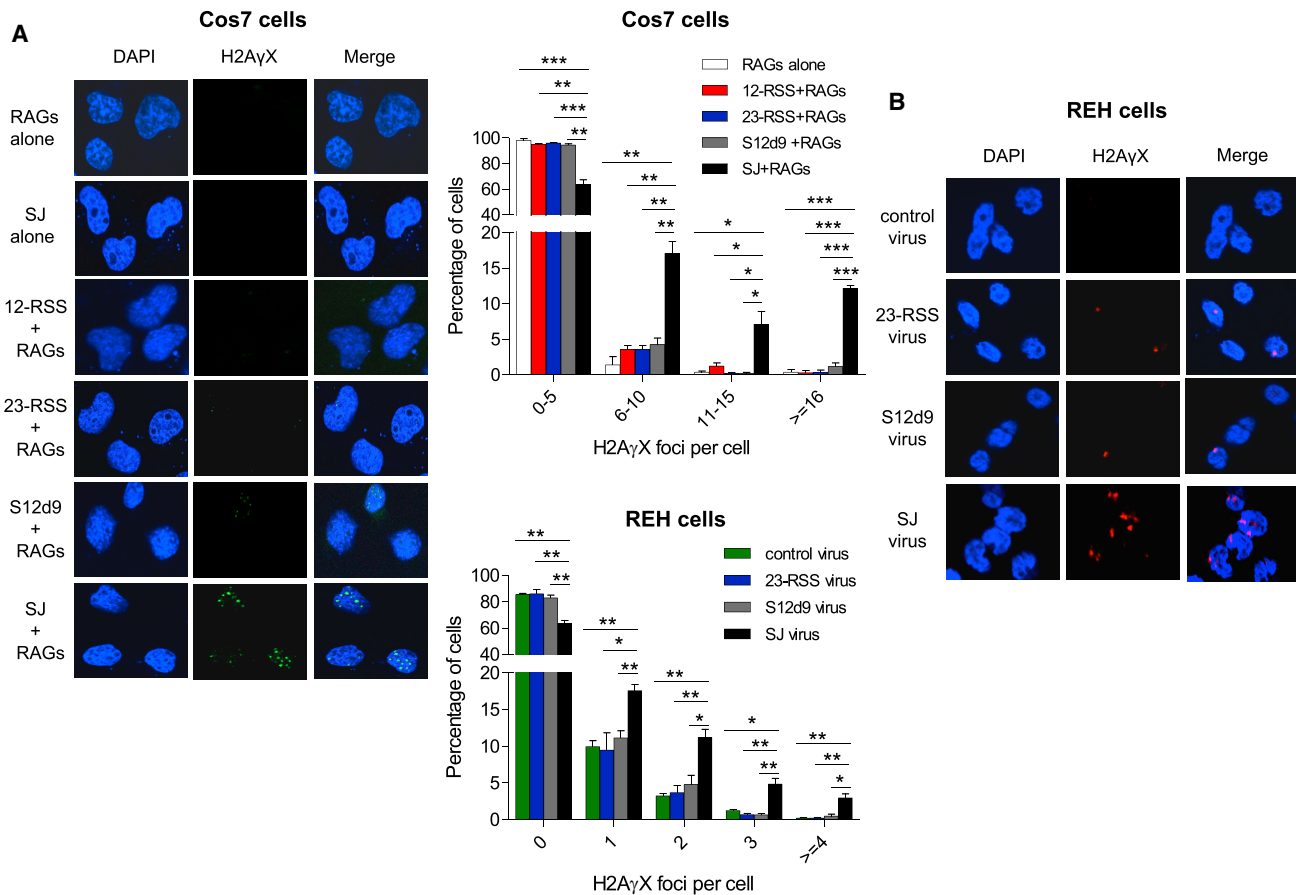 A
Cos7 cells
DAPI H2AγX Merge
RAGs
alone
SJ
alone
12-RSS
+
RAGs
23-RSS
+
RAGs
S12d9
+
RAGs
SJ
+
RAGs
Cos7 cells
RAGs alone
12-RSS+RAGs
23-RSS+RAGs
S12d9 +RAGs
SJ+RAGs
*** ** *** **
** ** ** **
* * * *
*** *** *** ***
Percentage of cells
100
80
60
40
20
15
10
5
0
0-5 6-10 11-15 >=16
H2AγX foci per cell
REH cells
control virus
23-RSS virus
S12d9 virus
SJ virus
** ** **
** * **
** ** *
* ** **
** ** *
Percentage of cells
100
80
60
40
20
15
10
5
0
0 1 2 3 >=4
H2AγX foci per cell
B
REH cells
DAPI H2AγX Merge
control
virus
23-RSS
virus
S12d9
virus
SJ
virus